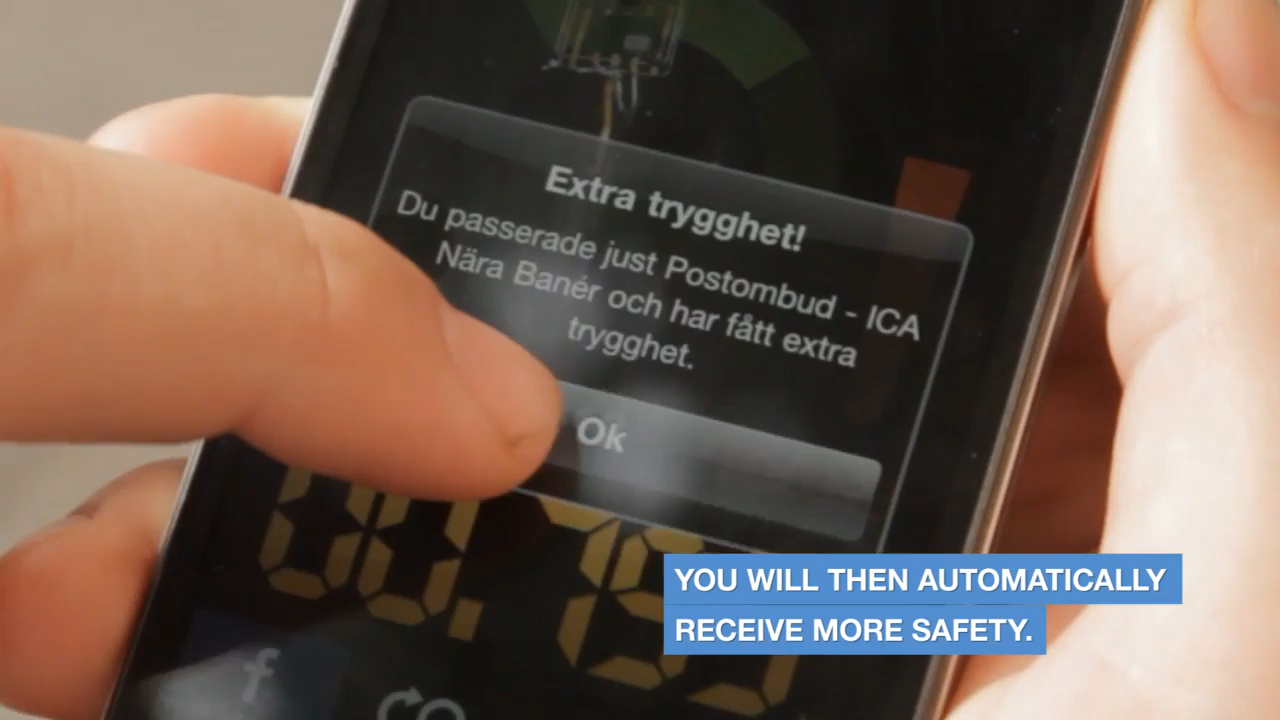 Extra trygghet!
Du passerade just Postombud - ICA
Nära Banér och har fått extra
trygghet.
Ok
f
YOU WILL THEN AUTOMATICALLY
RECEIVE MORE SAFETY.